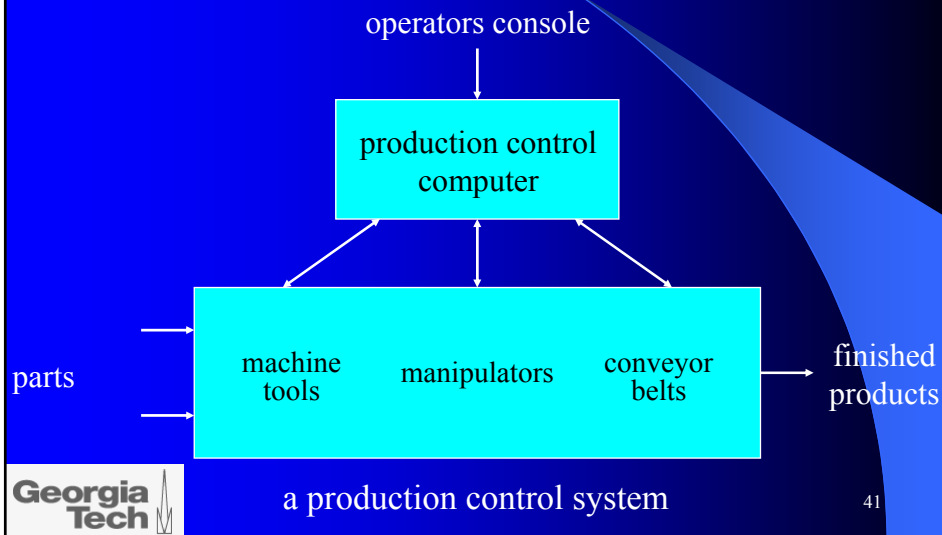 operators console
production control
computer
parts
machine
tools
manipulators
conveyor
belts
finished
products
Georgia
Tech
a production control system
41